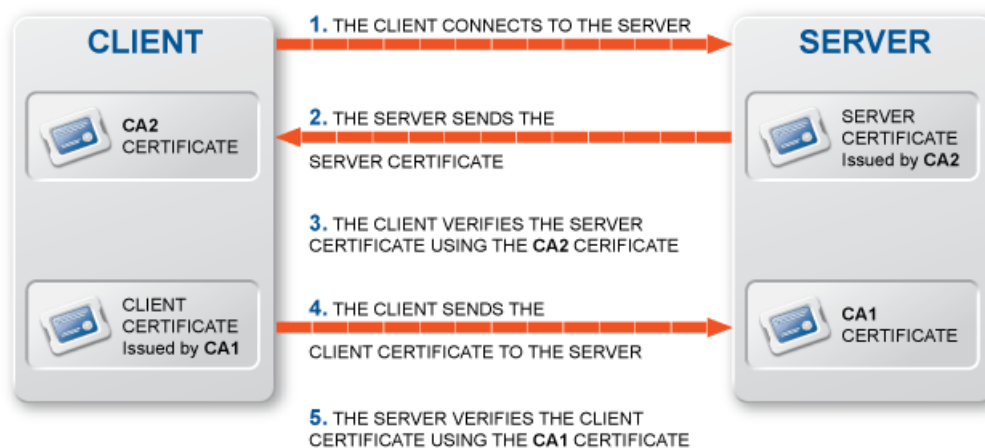 CLIENT
1. THE CLIENT CONNECTS TO THE SERVER
SERVER
CA2
CERTIFICATE
2. THE SERVER SENDS THE
SERVER CERTIFICATE
SERVER
CERTIFICATE
Issued by CA2
3. THE CLIENT VERIFIES THE SERVER
CERTIFICATE USING THE CA2 CERIFICATE
CLIENT
CERTIFICATE
Issued by CA1
4. THE CLIENT SENDS THE
CLIENT CERTIFICATE TO THE SERVER
CA1
CERTIFICATE
5. THE SERVER VERIFIES THE CLIENT
CERTIFICATE USING THE CA1 CERTIFICATE